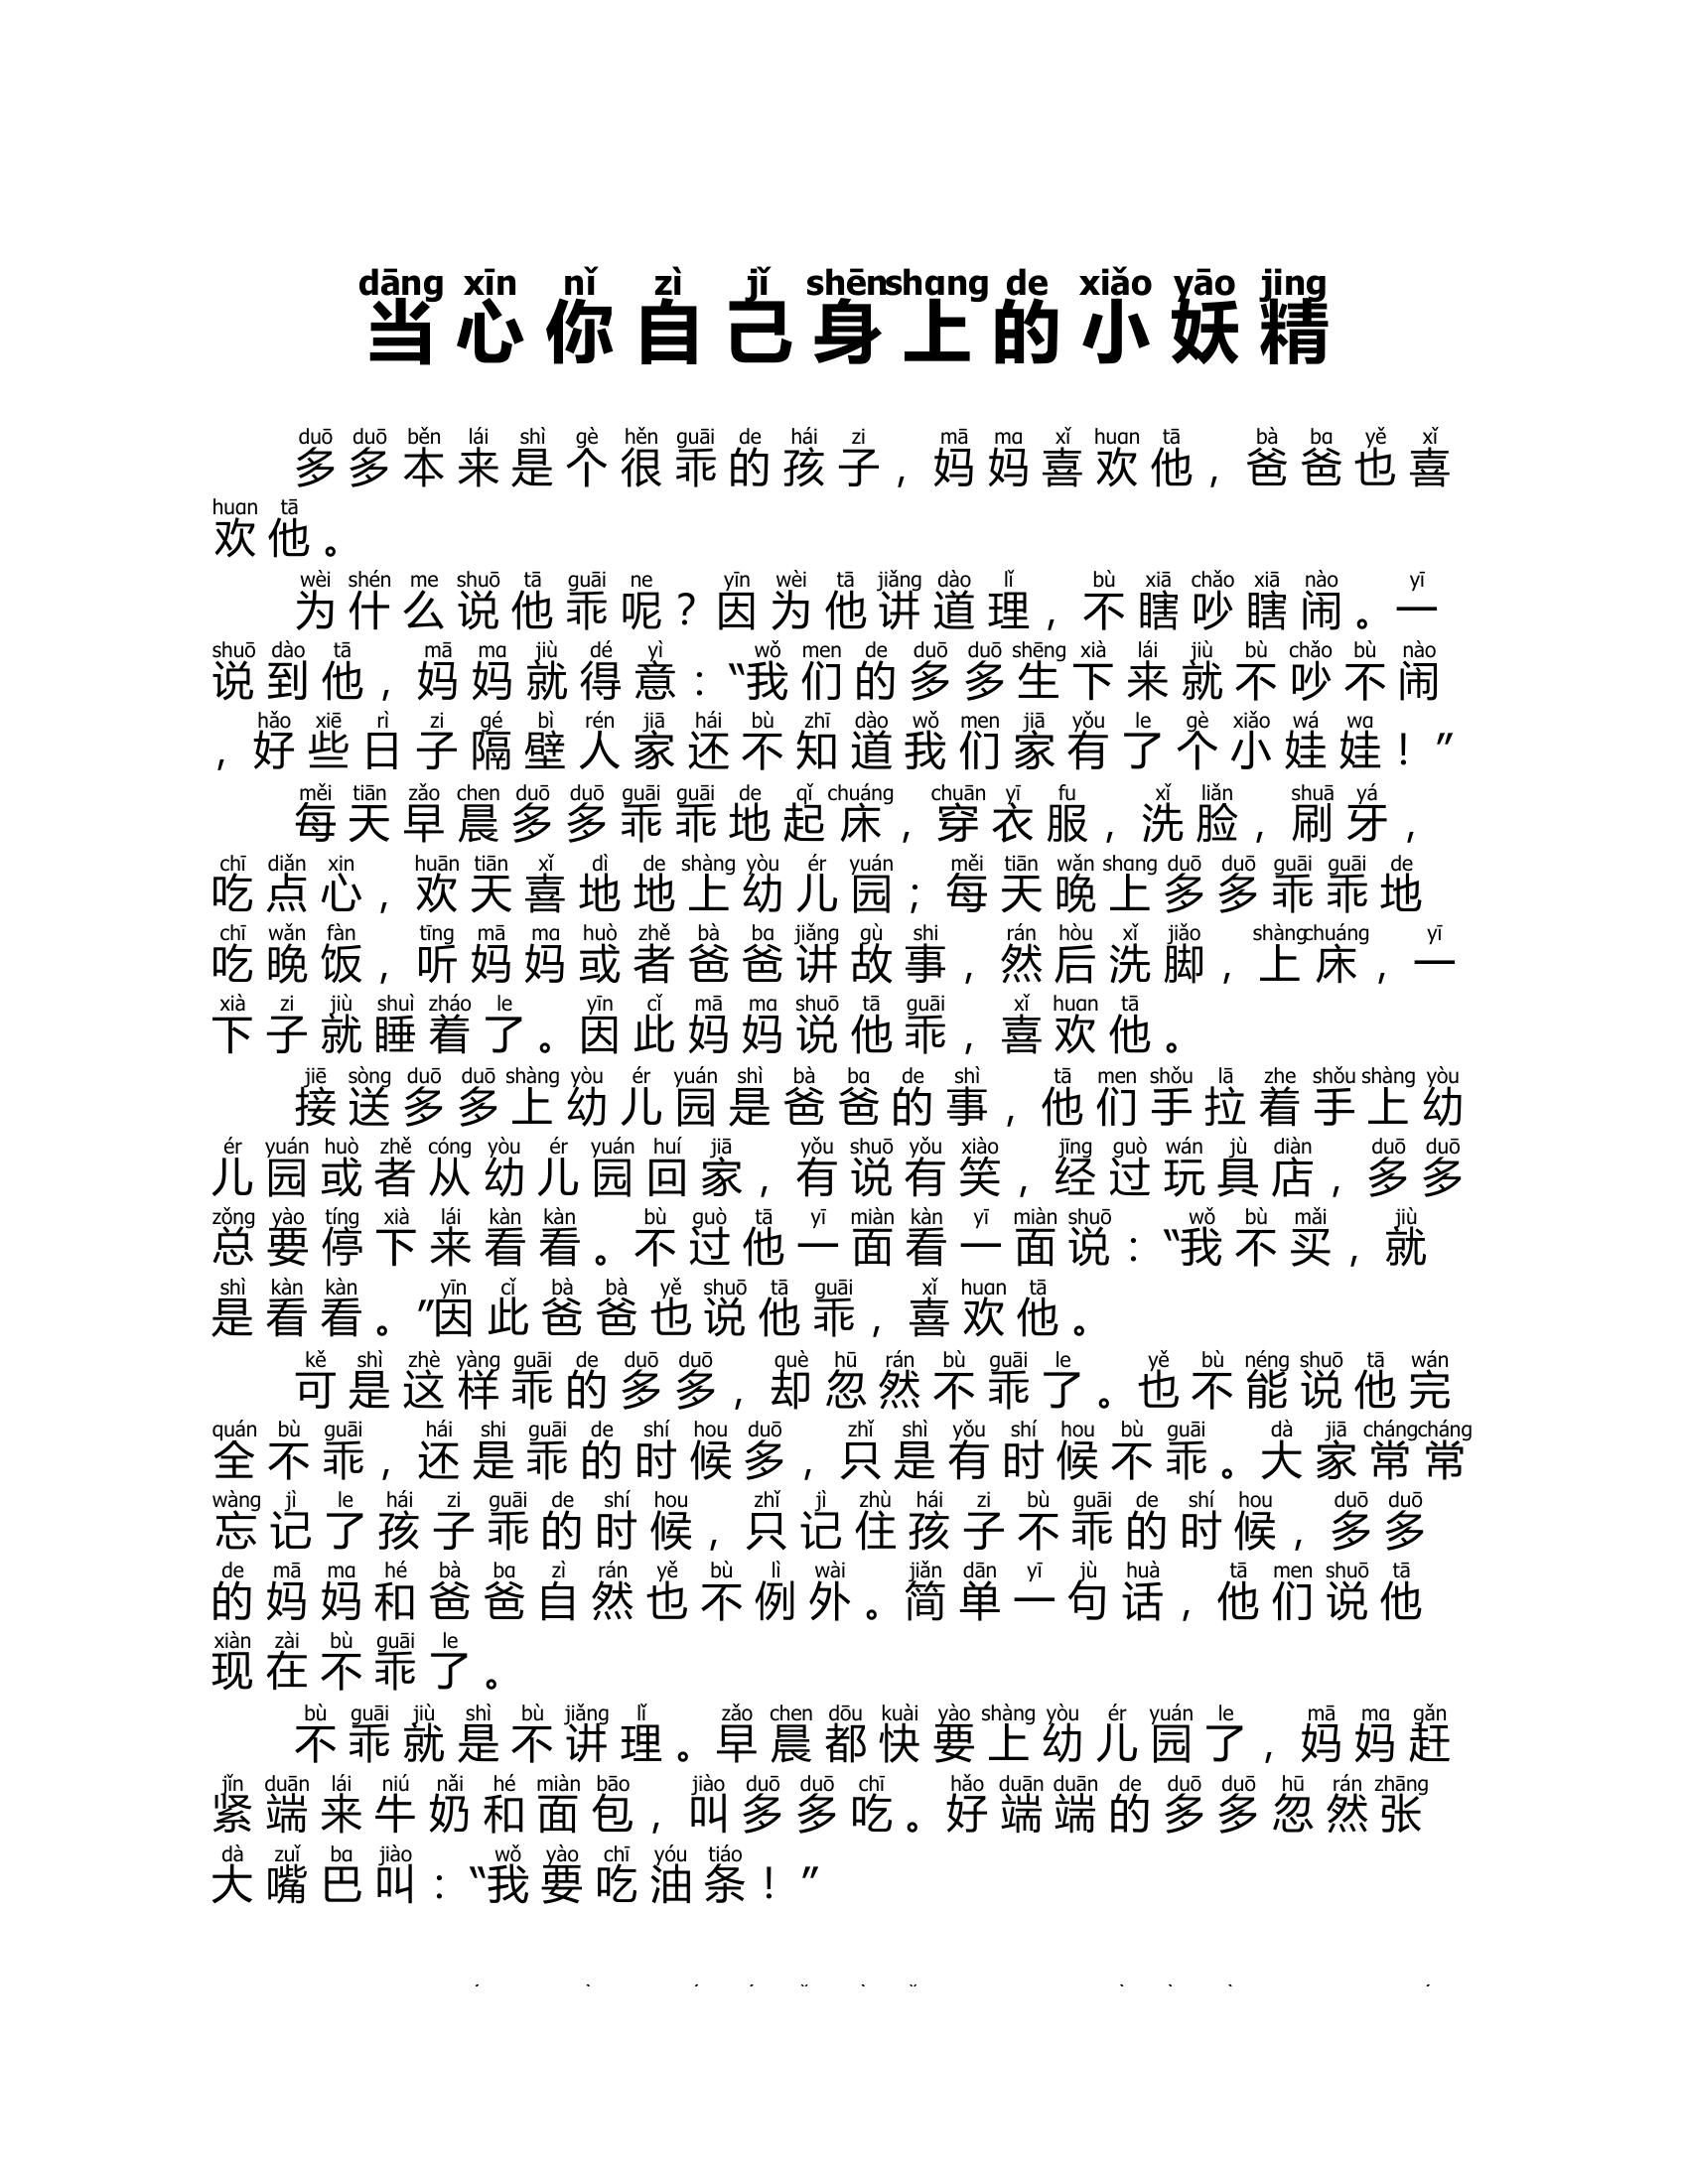 dāng xīn nǐ zì jǐ shēn shang de xiǎo yāo jing
当心你自己身上的小妖精
duō duō běn lái shì gè hěn guāi de hái zi mā ma xǐ huan tā bà ba yě xǐ
多多本来是个很乖的孩子，妈妈喜欢他，爸爸也喜
huan tā
欢他。
wèi shén me shuō tā guāi ne yīn wèi tā jiǎng dào lǐ bù xiā chǎo xiā nào yī
为什么说他乖呢？因为他讲道理，不瞎吵瞎闹。一
shuō dào tā mā ma jiù dé yì wǒ men de duō duō shēng xià lái jiù bù chǎo bù nào
说到他，妈妈就得意：“我们的多多生下来就不吵不闹
hǎo xiē rì zi gé bì rén jiā hái bù zhī dào wǒ men jiā yǒu le gè xiǎo wá wa
，好些日子隔壁人家还不知道我们家有了个小娃娃！”
měi tiān zǎo chen duō duō guāi guāi de qǐ chuáng chuān yī fu xǐ liǎn shuā yá
每天早晨多多乖乖地起床，穿衣服，洗脸，刷牙，
chī diǎn xin huān tiān xǐ dì de shàng yòu ér yuán měi tiān wǎn shang duō duō guāi guāi de
吃点心，欢天喜地地上幼儿园；每天晚上多多乖乖地
chī wǎn fàn tīng mā ma huò zhě bà ba jiǎng gù shi rán hòu xǐ jiǎo shàng chuáng yī
吃晚饭，听妈妈或者爸爸讲故事，然后洗脚，上床，一
xià zi jiù shuì zháo le yīn cǐ mā ma shuō tā guāi xǐ huan tā
下子就睡着了。因此妈妈说他乖，喜欢他。
jiē sòng duō duō shàng yòu ér yuán shì bà ba de shì tā men shǒu lā zhe shǒu shàng yòu
接送多多上幼儿园是爸爸的事，他们手拉着手上幼
ér yuán huò zhě cóng yòu ér yuán huí jiā yǒu shuō yǒu xiào jīng guò wán jù diàn duō duō
儿园或者从幼儿园回家，有说有笑，经过玩具店，多多
zǒng yào tíng xià lái kàn kàn bù guò tā yī miàn kàn yī miàn shuō wǒ bù mǎi jiù
总要停下来看看。不过他一面看一面说：“我不买，就
shì kàn kàn yīn cǐ bà bà yě shuō tā guāi xǐ huan tā
是看看。”因此爸爸也说他乖，喜欢他。
kě shì zhè yàng guāi de duō duō què hū rán bù guāi le yě bù néng shuō tā wán
可是这样乖的多多，却忽然不乖了。也不能说他完
quán bù guāi hái shi guāi de shí hou duō zhǐ shì yǒu shí hou bù guāi dà jiā cháng cháng
全不乖，还是乖的时候多，只是有时候不乖。大家常常
wàng jì le hái zi guāi de shí hou zhǐ jì zhù hái zi bù guāi de shí hou duō duō
忘记了孩子乖的时候，只记住孩子不乖的时候，多多
de mā ma hé bà ba zì rán yě bù lì wài jiǎn dān yī jù huà tā men shuō tā
的妈妈和爸爸自然也不例外。简单一句话，他们说他
xiàn zài bù guāi le
现在不乖了。
bù guāi jiù shì bù jiǎng lǐ zǎo chen dōu kuài yào shàng yòu ér yuán le mā ma gǎn
不乖就是不讲理。早晨都快要上幼儿园了，妈妈赶
jǐn duān lái niú nǎi hé miàn bāo jiào duō duō chī hǎo duān duān de duō duō hū rán zhāng
紧端来牛奶和面包，叫多多吃。好端端的多多忽然张
dà zuǐ ba jiào wǒ yào chī yóu tiáo
大嘴巴叫：“我要吃油条！”